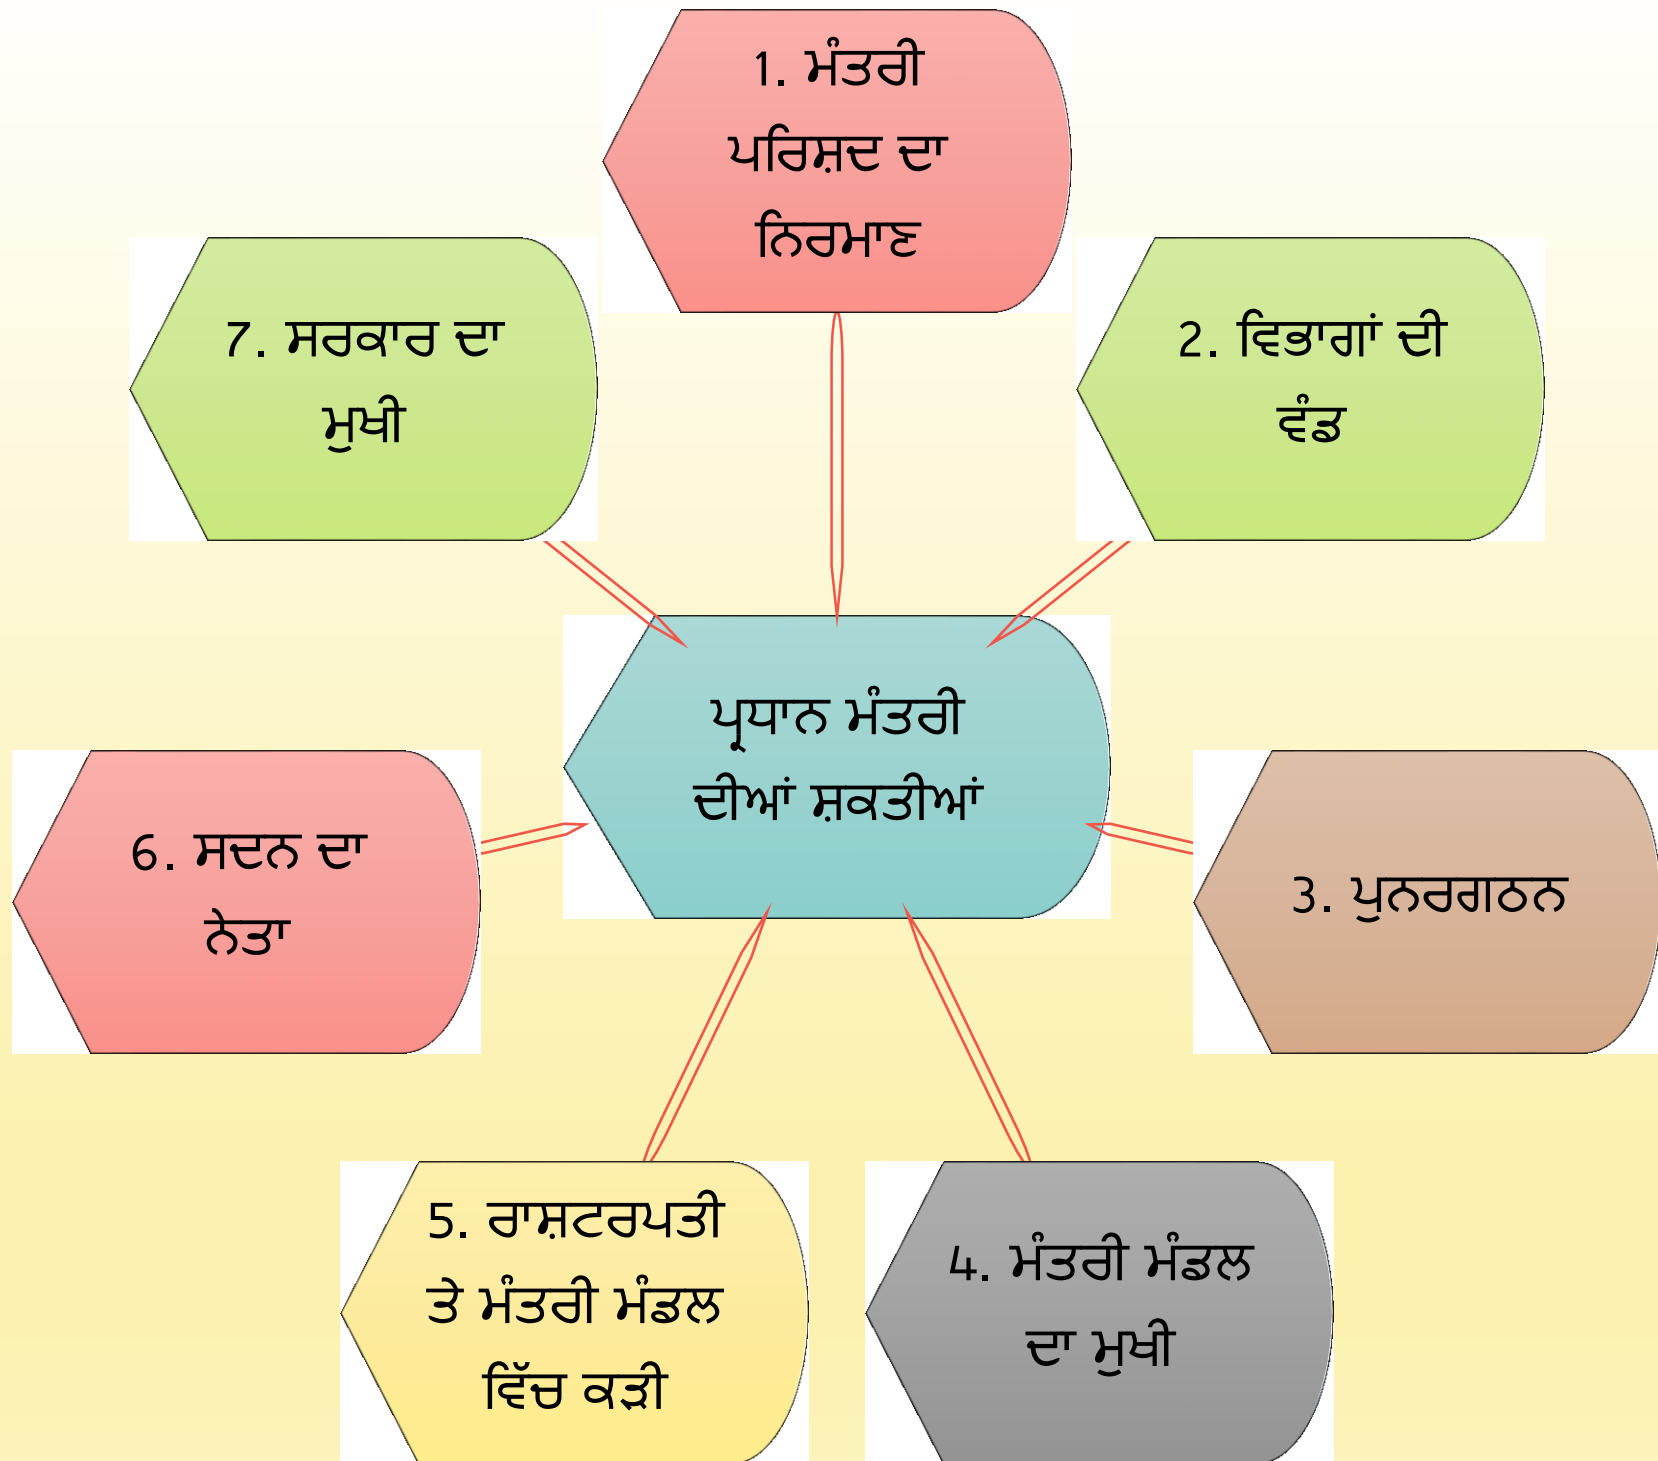 1. ਮੰਤਰੀ
ਪਰਿਸ਼ਦ ਦਾ
ਨਿਰਮਾਣ
2. ਵਿਭਾਗਾਂ ਦੀ
ਵੰਡ
3. ਪੁਨਰਗਠਨ
4. ਮੰਤਰੀ ਮੰਡਲ
ਦਾ ਮੁਖੀ
5. ਰਾਸ਼ਟਰਪਤੀ
ਤੇ ਮੰਤਰੀ ਮੰਡਲ
ਵਿੱਚ ਕੜੀ
6. ਸਦਨ ਦਾ
ਨੇਤਾ
7. ਸਰਕਾਰ ਦਾ
ਮੁਖੀ
ਪ੍ਰਧਾਨ ਮੰਤਰੀ
ਦੀਆਂ ਸ਼ਕਤੀਆਂ